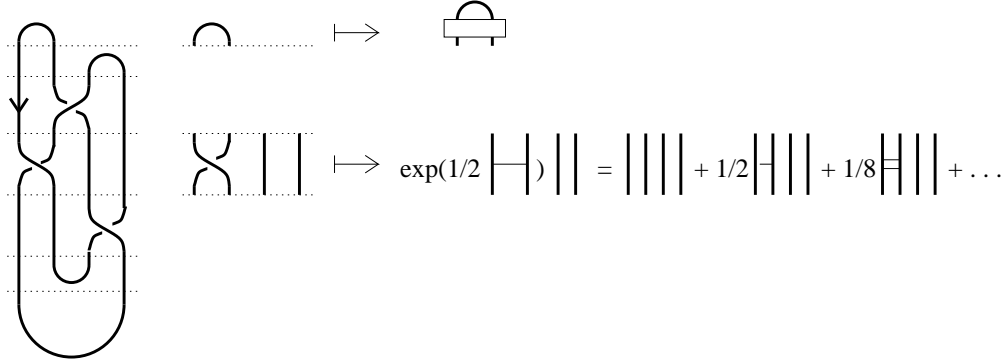 exp(1/2 ) = + 1/2 + 1/8 + . . .